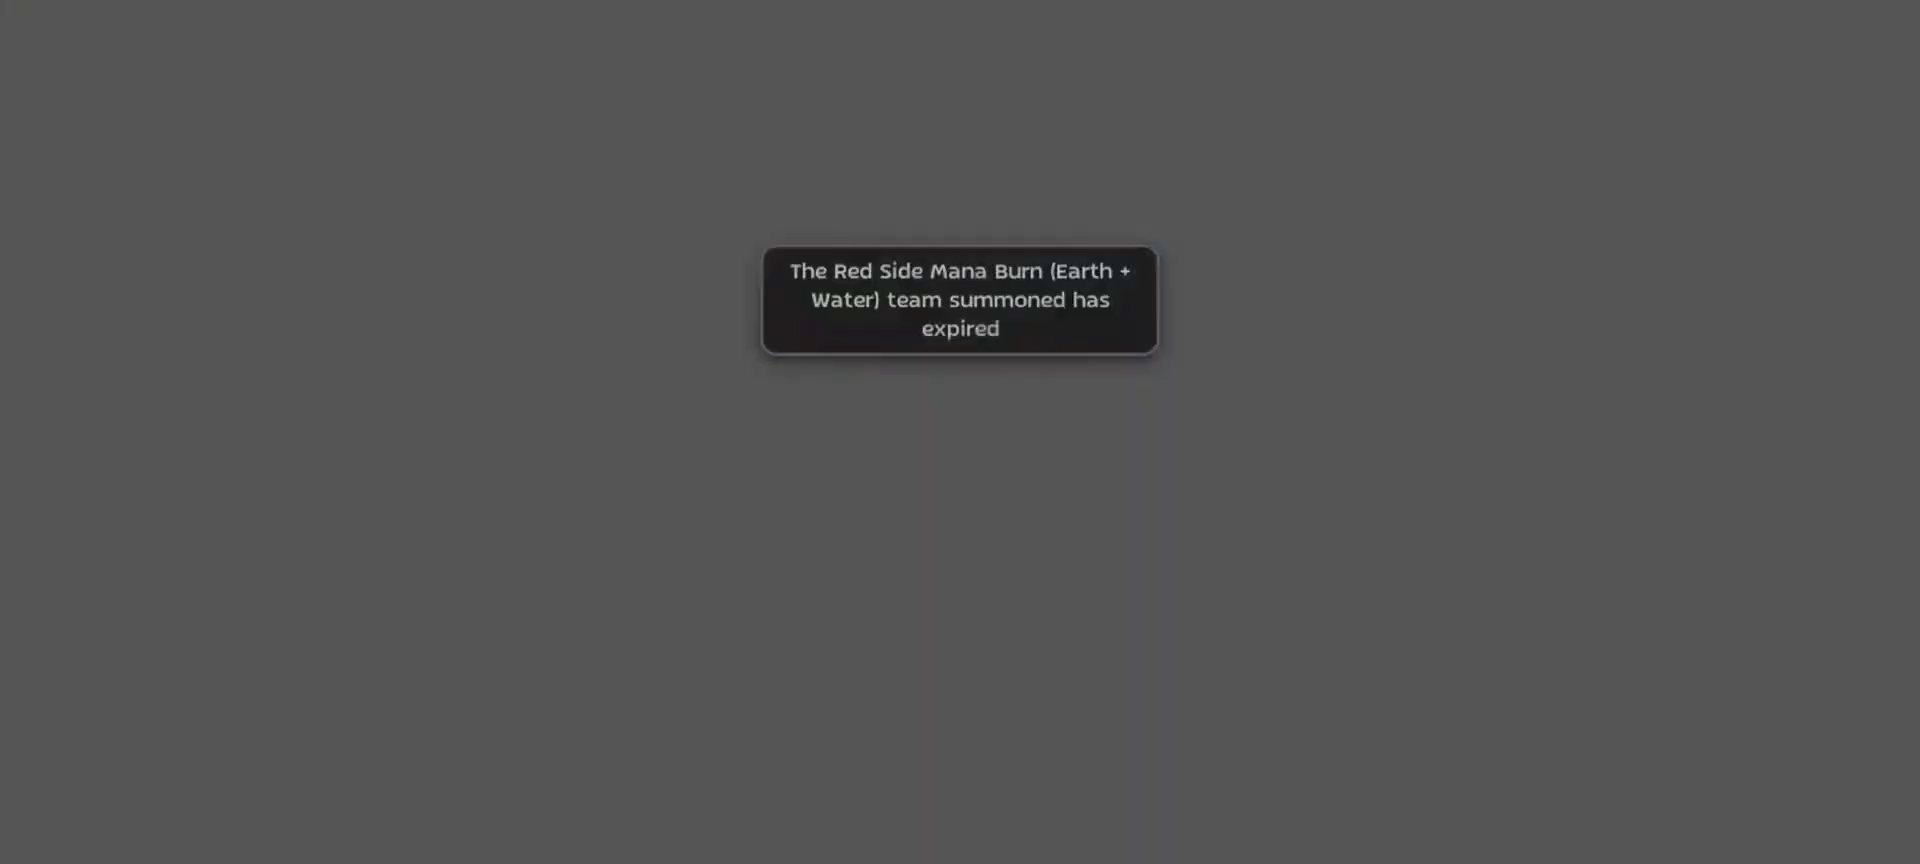 The Red Side Mana Burn (Earth +
Water) team summoned has
expired